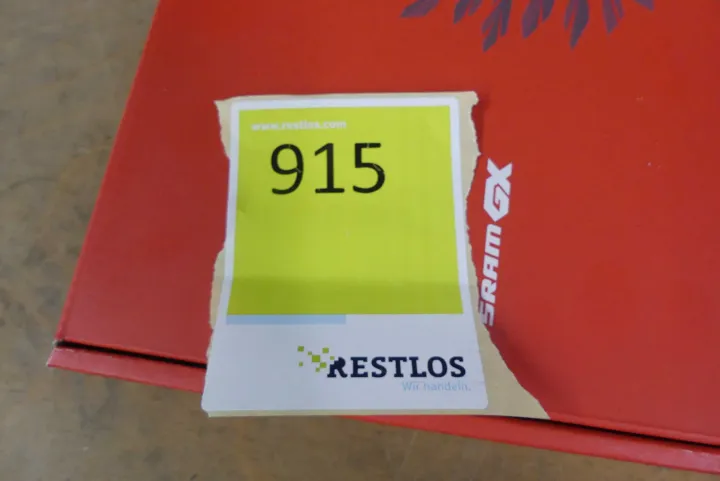 www.restlos.com
915
SRAM GX
RESTLOS
Wir handeln.